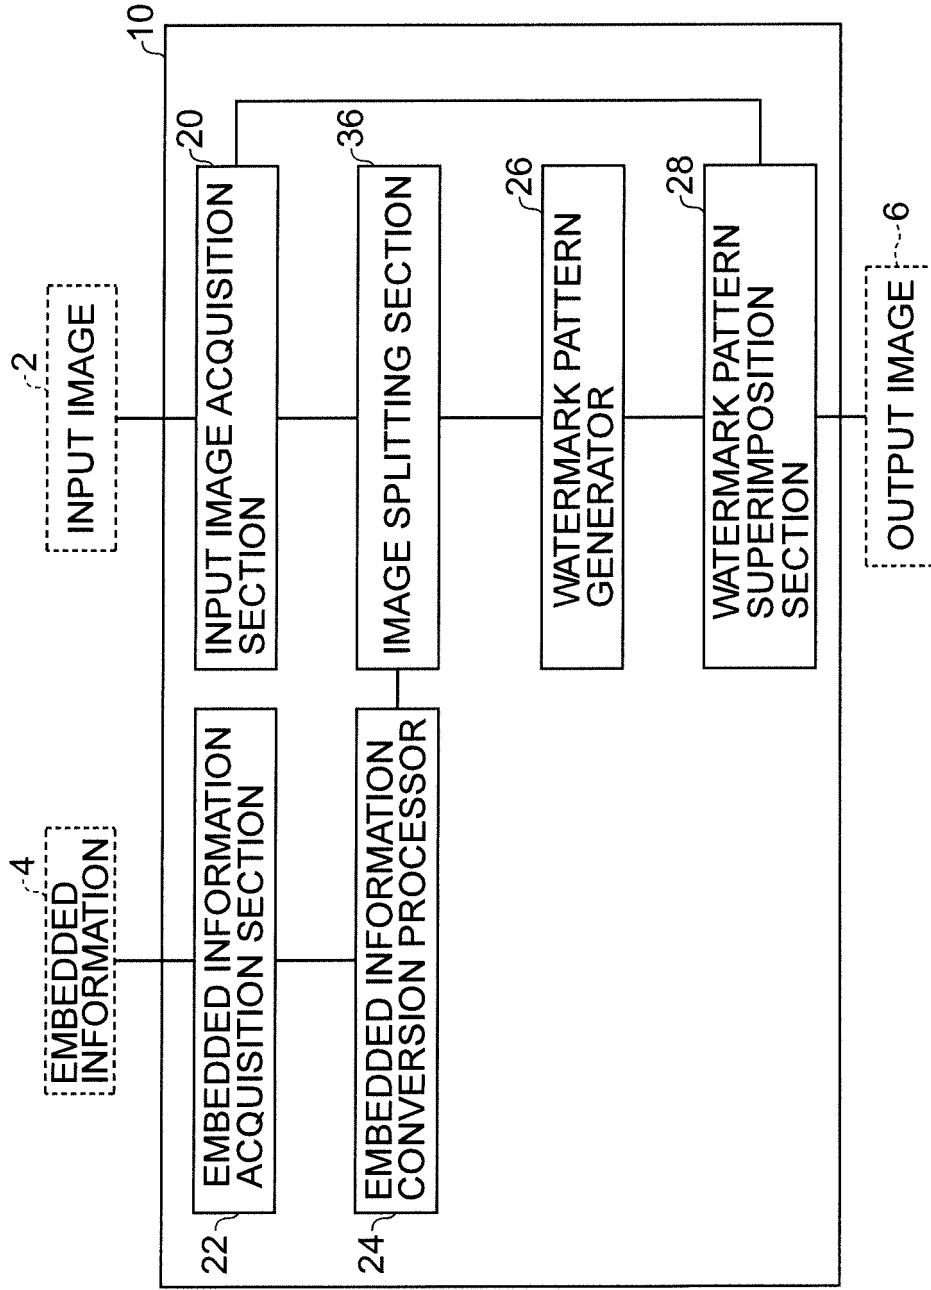 10
4
EMBEDDED
INFORMATION
2
INPUT IMAGE
22
EMBEDDED INFORMATION
ACQUISITION SECTION
20
INPUT IMAGE ACQUISITION
SECTION
24
EMBEDDED INFORMATION
CONVERSION PROCESSOR
36
IMAGE SPLITTING SECTION
26
WATERMARK PATTERN
GENERATOR
28
WATERMARK PATTERN
SUPERIMPOSITION
SECTION
6
OUTPUT IMAGE